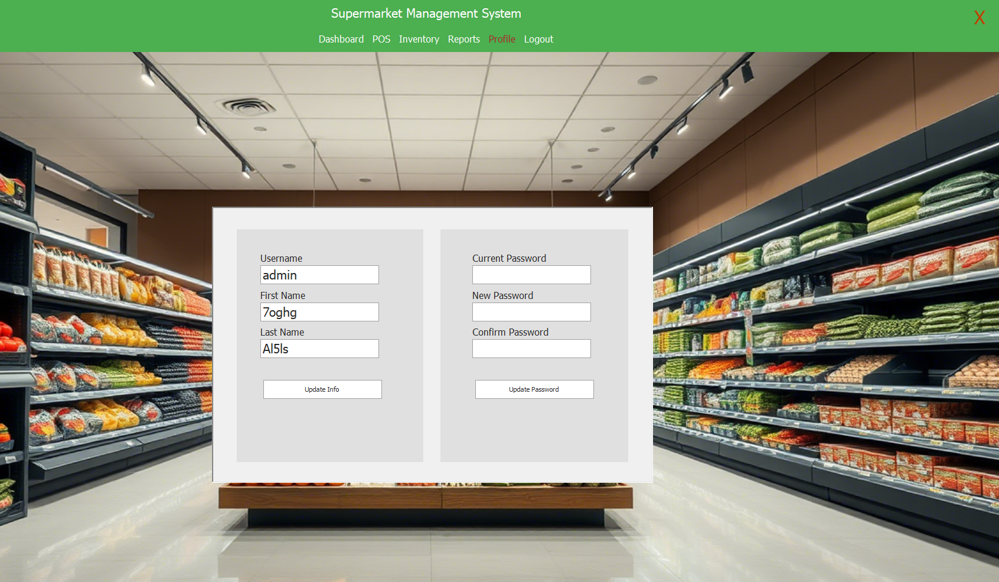 Supermarket Management System
X
Dashboard POS Inventory Reports Profile Logout
Username
admin
First Name
7oghg
Last Name
Al5ls
Update Info
Current Password
New Password
Confirm Password
Update Password